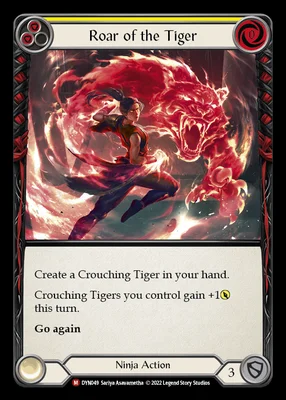 Roar of the Tiger
Create a Crouching Tiger in your hand.
Crouching Tigers you control gain +1
this turn.
Go again
Ninja Action
3
M DYN049 Sariya Asavametha © 2022 Legend Story Studios